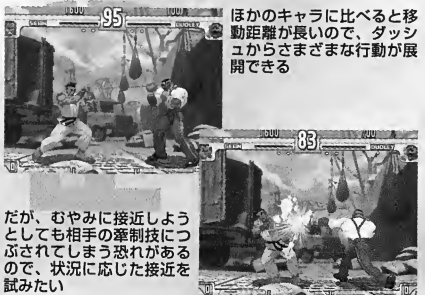 ほかのキャラに比べると移
動距離が長いので、ダッシ
ュからさまざまな行動が展
開できる
95
DUDLEY
83
DUDLEY
だが、むやみに接近しよう
としても相手の牽制技につ
ぶされてしまう恐れがある
ので、状況に応じた接近を
試みたい